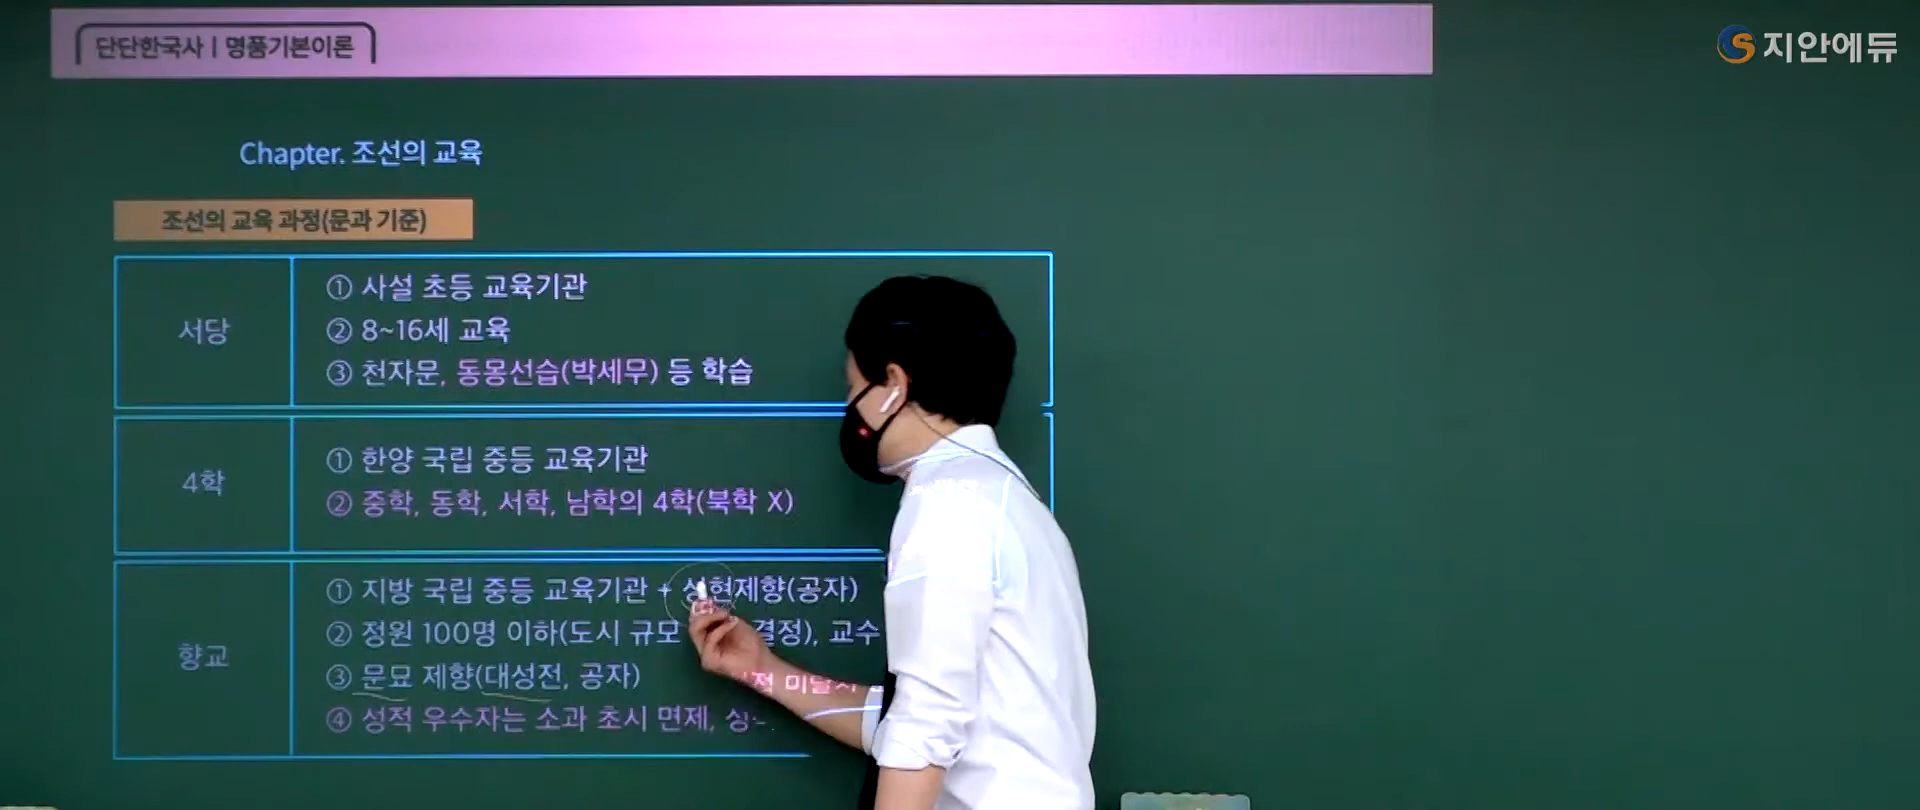 단단한국사 | 명품기본이론
지안에듀
Chapter. 조선의 교육
조선의 교육 과정(문과 기준)
서당
① 사설 초등 교육기관
② 8~16세 교육
③ 천자문, 동몽선습(박세무) 등 학습
4학
① 한양 국립 중등 교육기관
② 중학, 동학, 서학, 남학의 4학(북학 X)
향교
① 지방 국립 중등 교육기관 + 성현제향(공자)
② 정원 100명 이하(도시 규모 결정), 교수
③ 문묘 제향(대성전, 공자)
④ 성적 우수자는 소과 초시 면제,